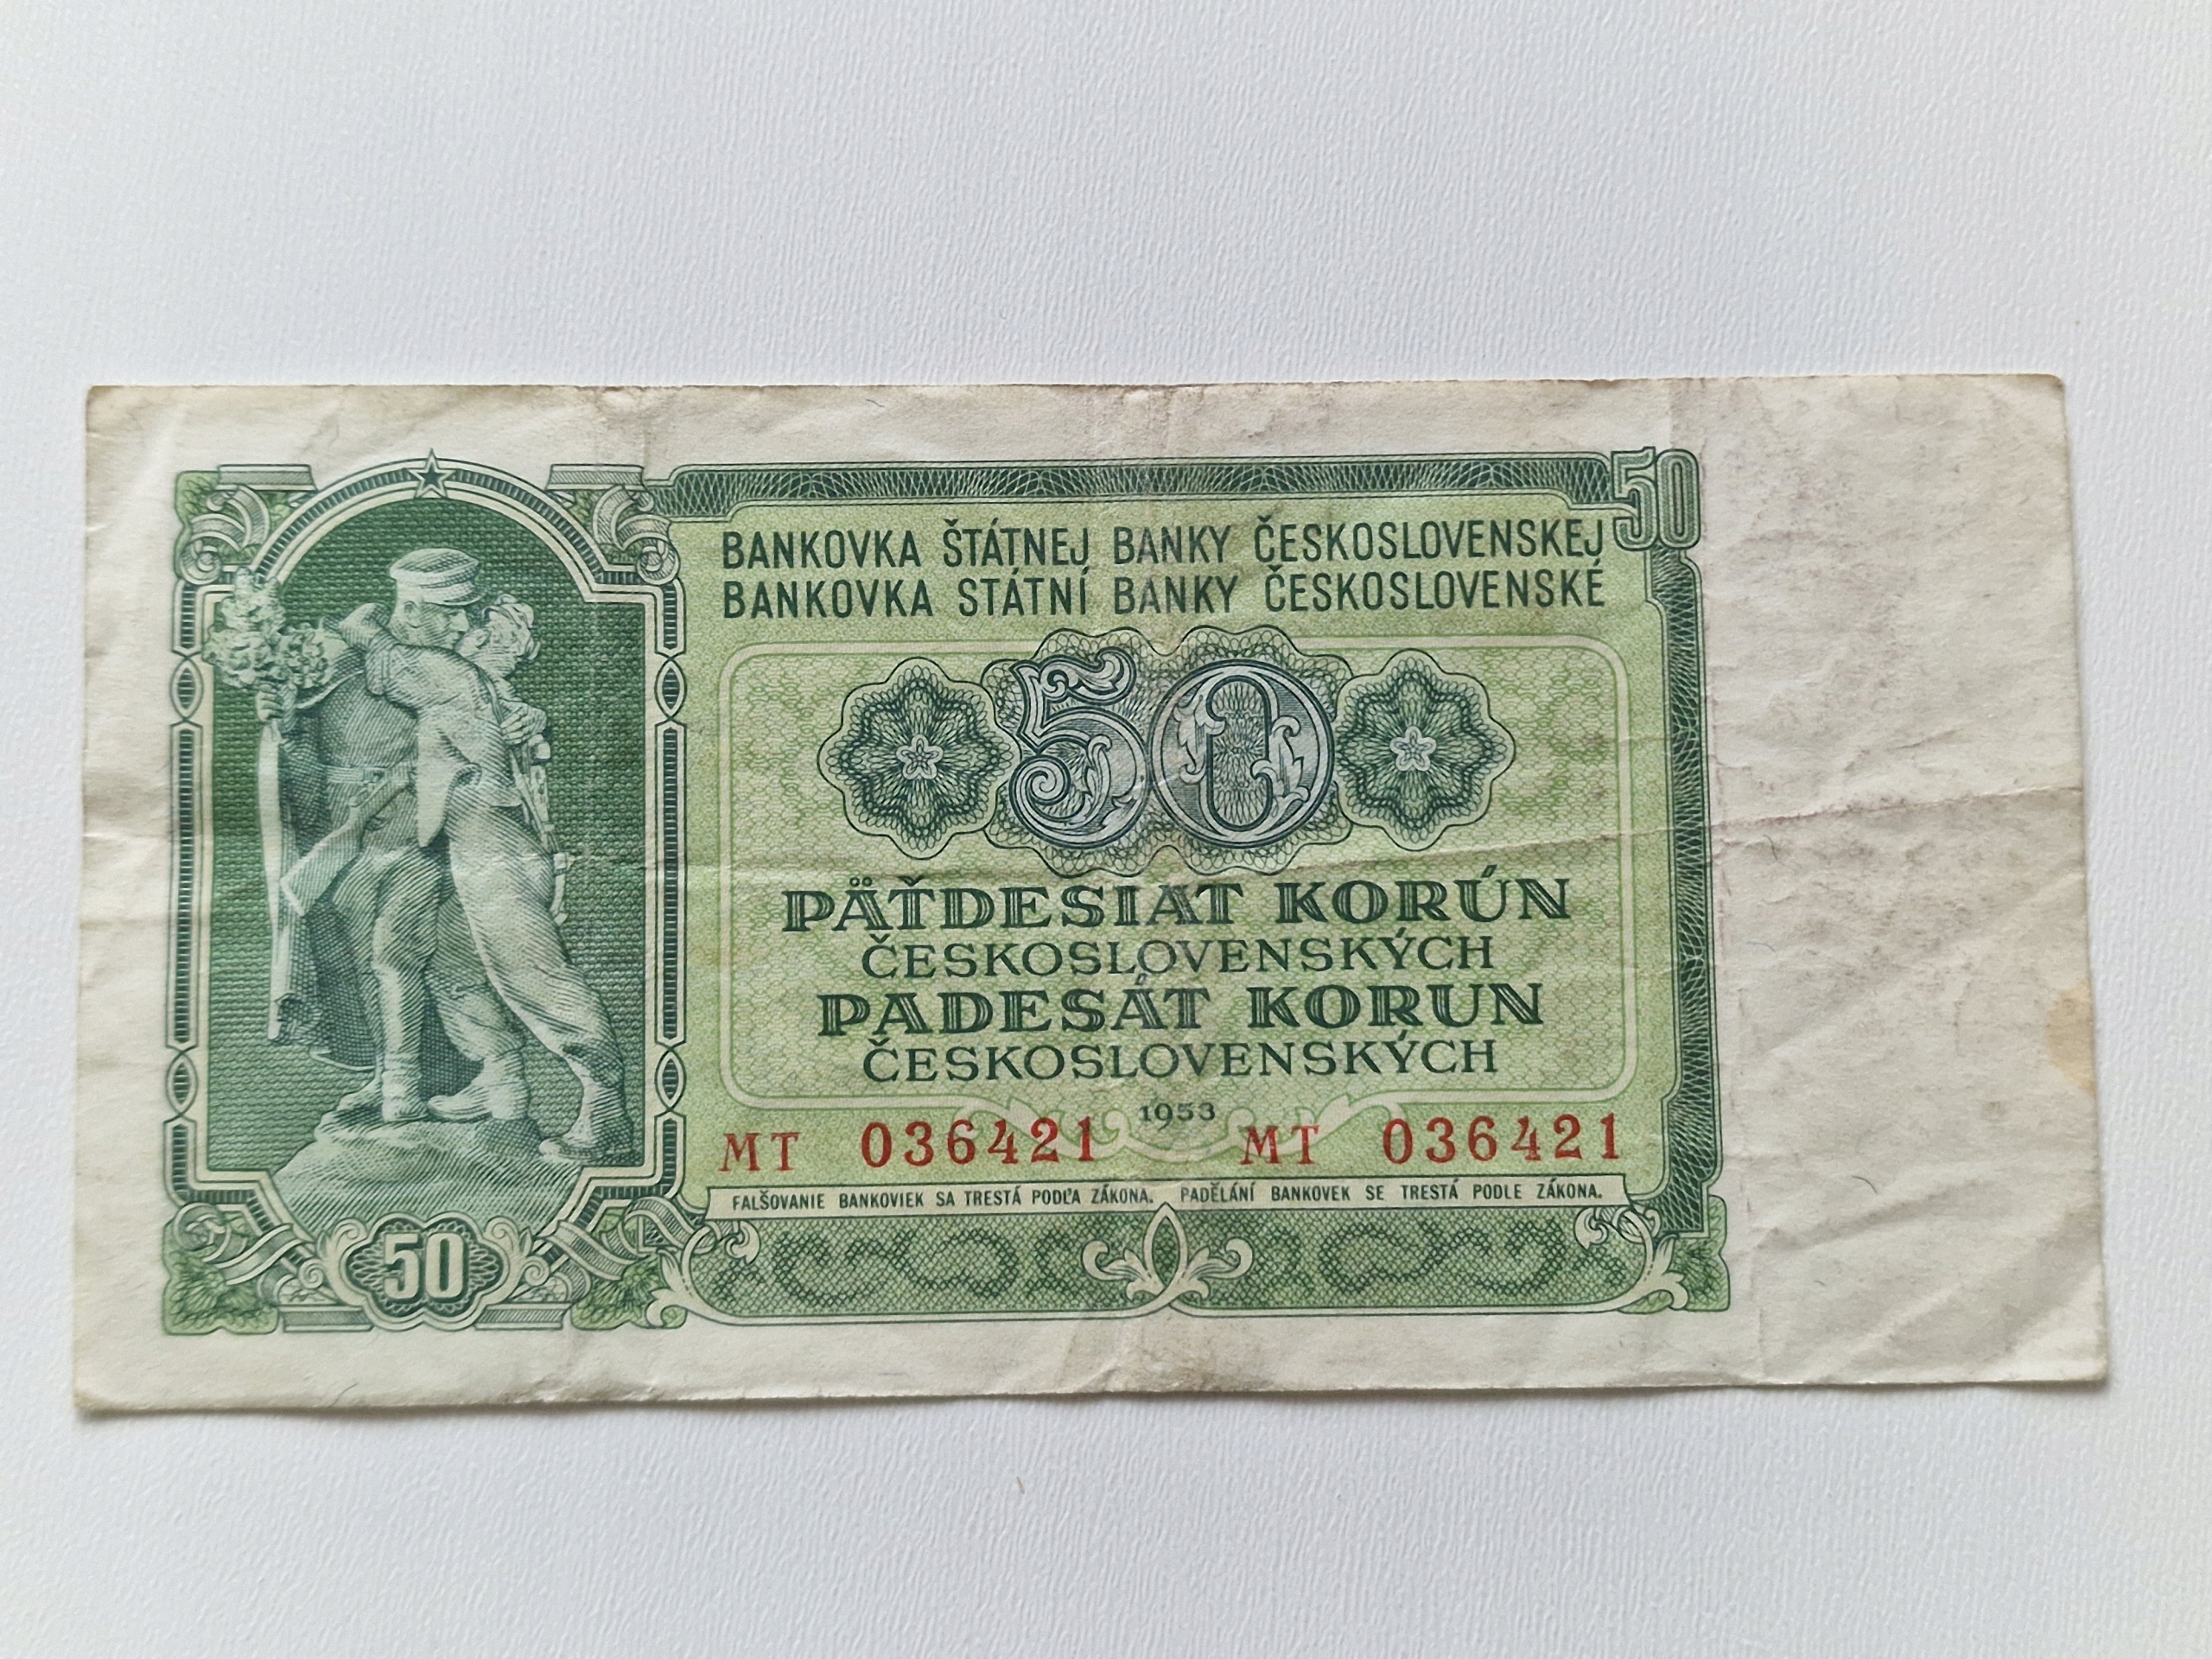 50
BANKOVKA ŠTÁTNEJ BANKY ČESKOSLOVENSKEJ
BANKOVKA STÁTNÍ BANKY ČESKOSLOVENSKÉ
50
PÄŤDESIAT KORÚN
ČESKOSLOVENSKÝCH
PADESÁT KORUN
ČESKOSLOVENSKÝCH
1953
MT 036421 MT 036421
FALŠOVANIE BANKOVIEK SA TRESTÁ PODĽA ZÁKONA. PADĚLÁNÍ BANKOVEK SE TRESTÁ PODLE ZÁKONA.
50